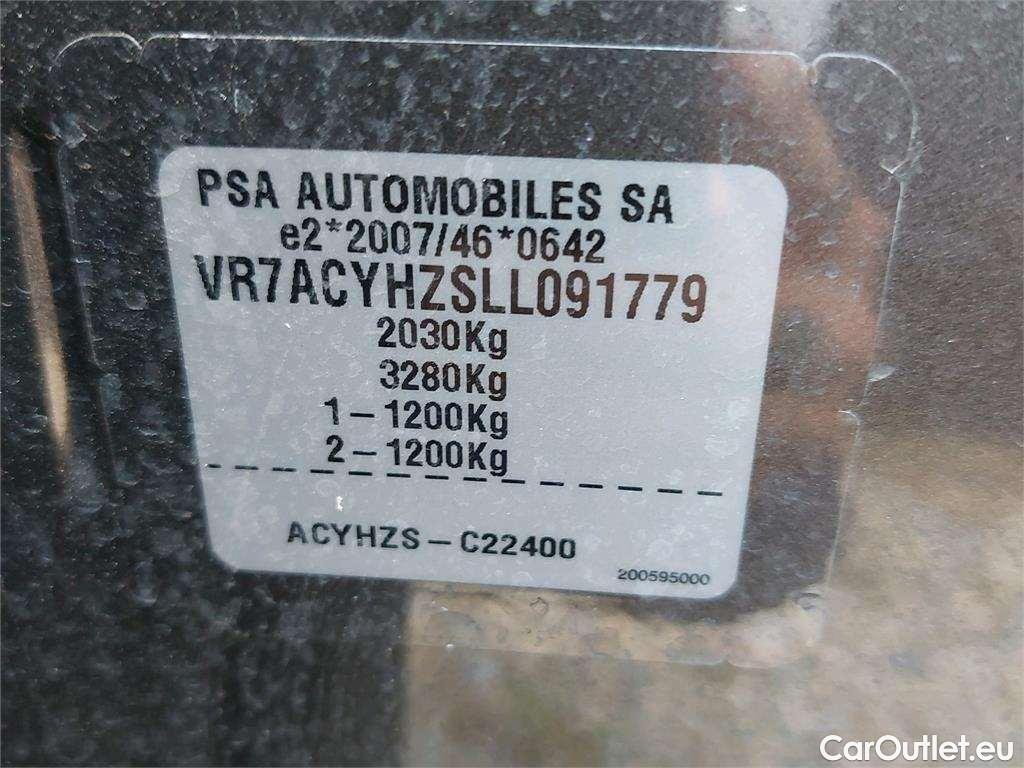 PSA AUTOMOBILES SA
e2*2007/46*0642
VR7ACYHZSLL091779
2030Kg
3280Kg
1-1200Kg
2-1200Kg
ACYHZS-C22400
200595000
CarOutlet.eu